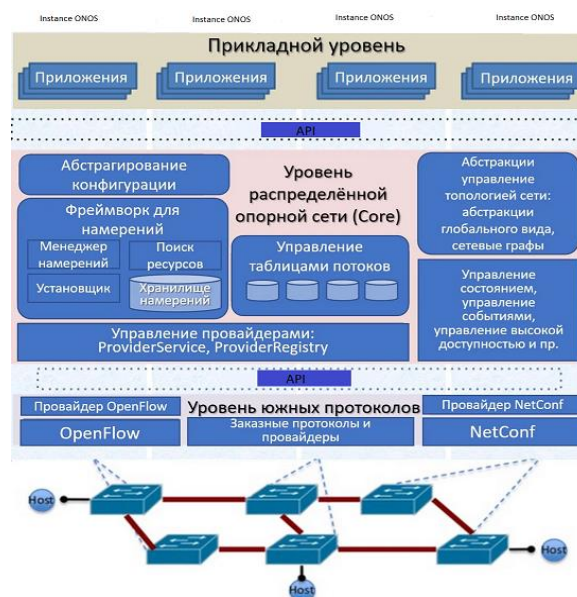 Instance ONOS
Instance ONOS
Instance ONOS
Instance ONOS
Прикладной уровень
Приложения
Приложения
Приложения
Приложения
API
Абстрагирование
конфигурации
Фреймворк для
намерений
Менеджер
намерений
Поиск
ресурсов
Установщик
Хранилище
намерений
Уровень
распределённой
опорной сети (Core)
Управление
таблицами потоков
Абстракции
управление
топологией сети:
абстракции
глобального вида,
сетевые графы
Управление
состоянием,
управление
событиями,
управление высокой
доступностью и пр.
Управление провайдерами:
ProviderService, ProviderRegistry
API
Провайдер OpenFlow
Уровень южных протоколов
Провайдер NetConf
OpenFlow
Заказные протоколы и
провайдеры
NetConf
Host
Host
Host